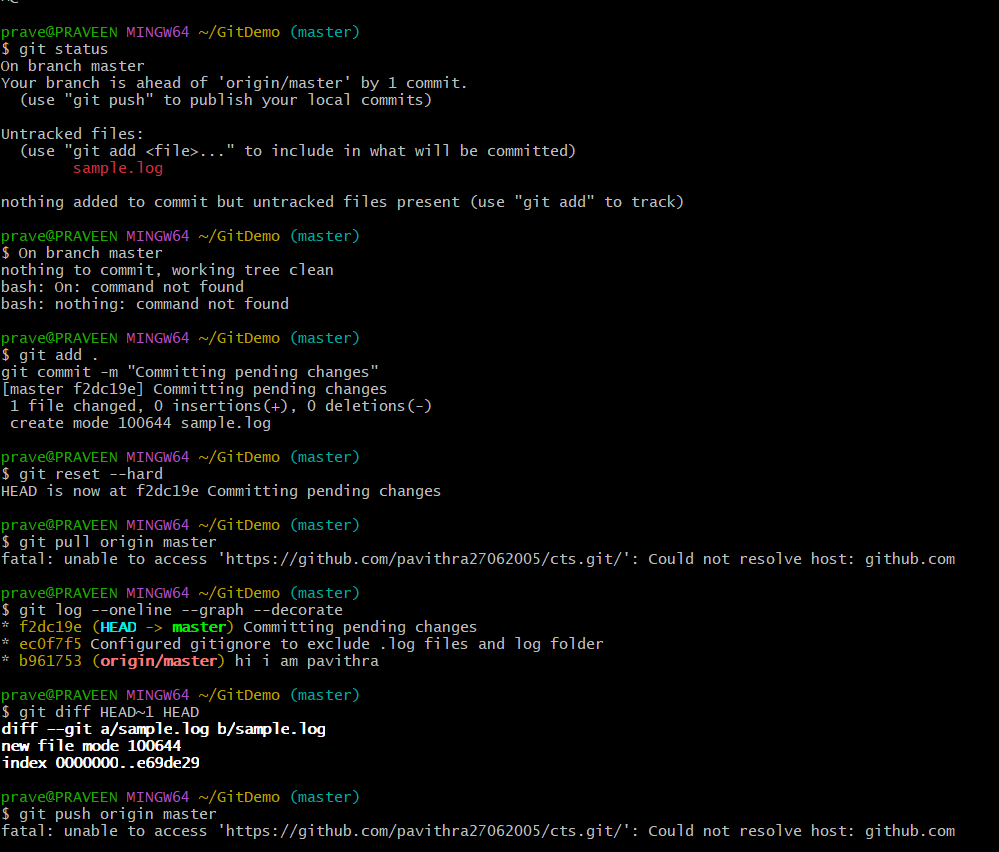 prave@PRAVEEN MINGW64 ~/GitDemo (master)
$ git status
On branch master
Your branch is ahead of 'origin/master' by 1 commit.
  (use "git push" to publish your local commits)
Untracked files:
  (use "git add <file>..." to include in what will be committed)
        sample.log
nothing added to commit but untracked files present (use "git add" to track)
prave@PRAVEEN MINGW64 ~/GitDemo (master)
$ On branch master
nothing to commit, working tree clean
bash: On: command not found
bash: nothing: command not found
prave@PRAVEEN MINGW64 ~/GitDemo (master)
$ git add .
git commit -m "Committing pending changes"
[master f2dc19e] Committing pending changes
 1 file changed, 0 insertions(+), 0 deletions(-)
 create mode 100644 sample.log
prave@PRAVEEN MINGW64 ~/GitDemo (master)
$ git reset --hard
HEAD is now at f2dc19e Committing pending changes
prave@PRAVEEN MINGW64 ~/GitDemo (master)
$ git pull origin master
fatal: unable to access 'https://github.com/pavithra27062005/cts.git/': Could not resolve host: github.com
prave@PRAVEEN MINGW64 ~/GitDemo (master)
$ git log --oneline --graph --decorate
* f2dc19e (HEAD -> master) Committing pending changes
* ec0f7f5 Configured gitignore to exclude .log files and log folder
* b961753 (origin/master) hi i am pavithra
prave@PRAVEEN MINGW64 ~/GitDemo (master)
$ git diff HEAD~1 HEAD
diff --git a/sample.log b/sample.log
new file mode 100644
index 0000000..e69de29
prave@PRAVEEN MINGW64 ~/GitDemo (master)
$ git push origin master
fatal: unable to access 'https://github.com/pavithra27062005/cts.git/': Could not resolve host: github.com